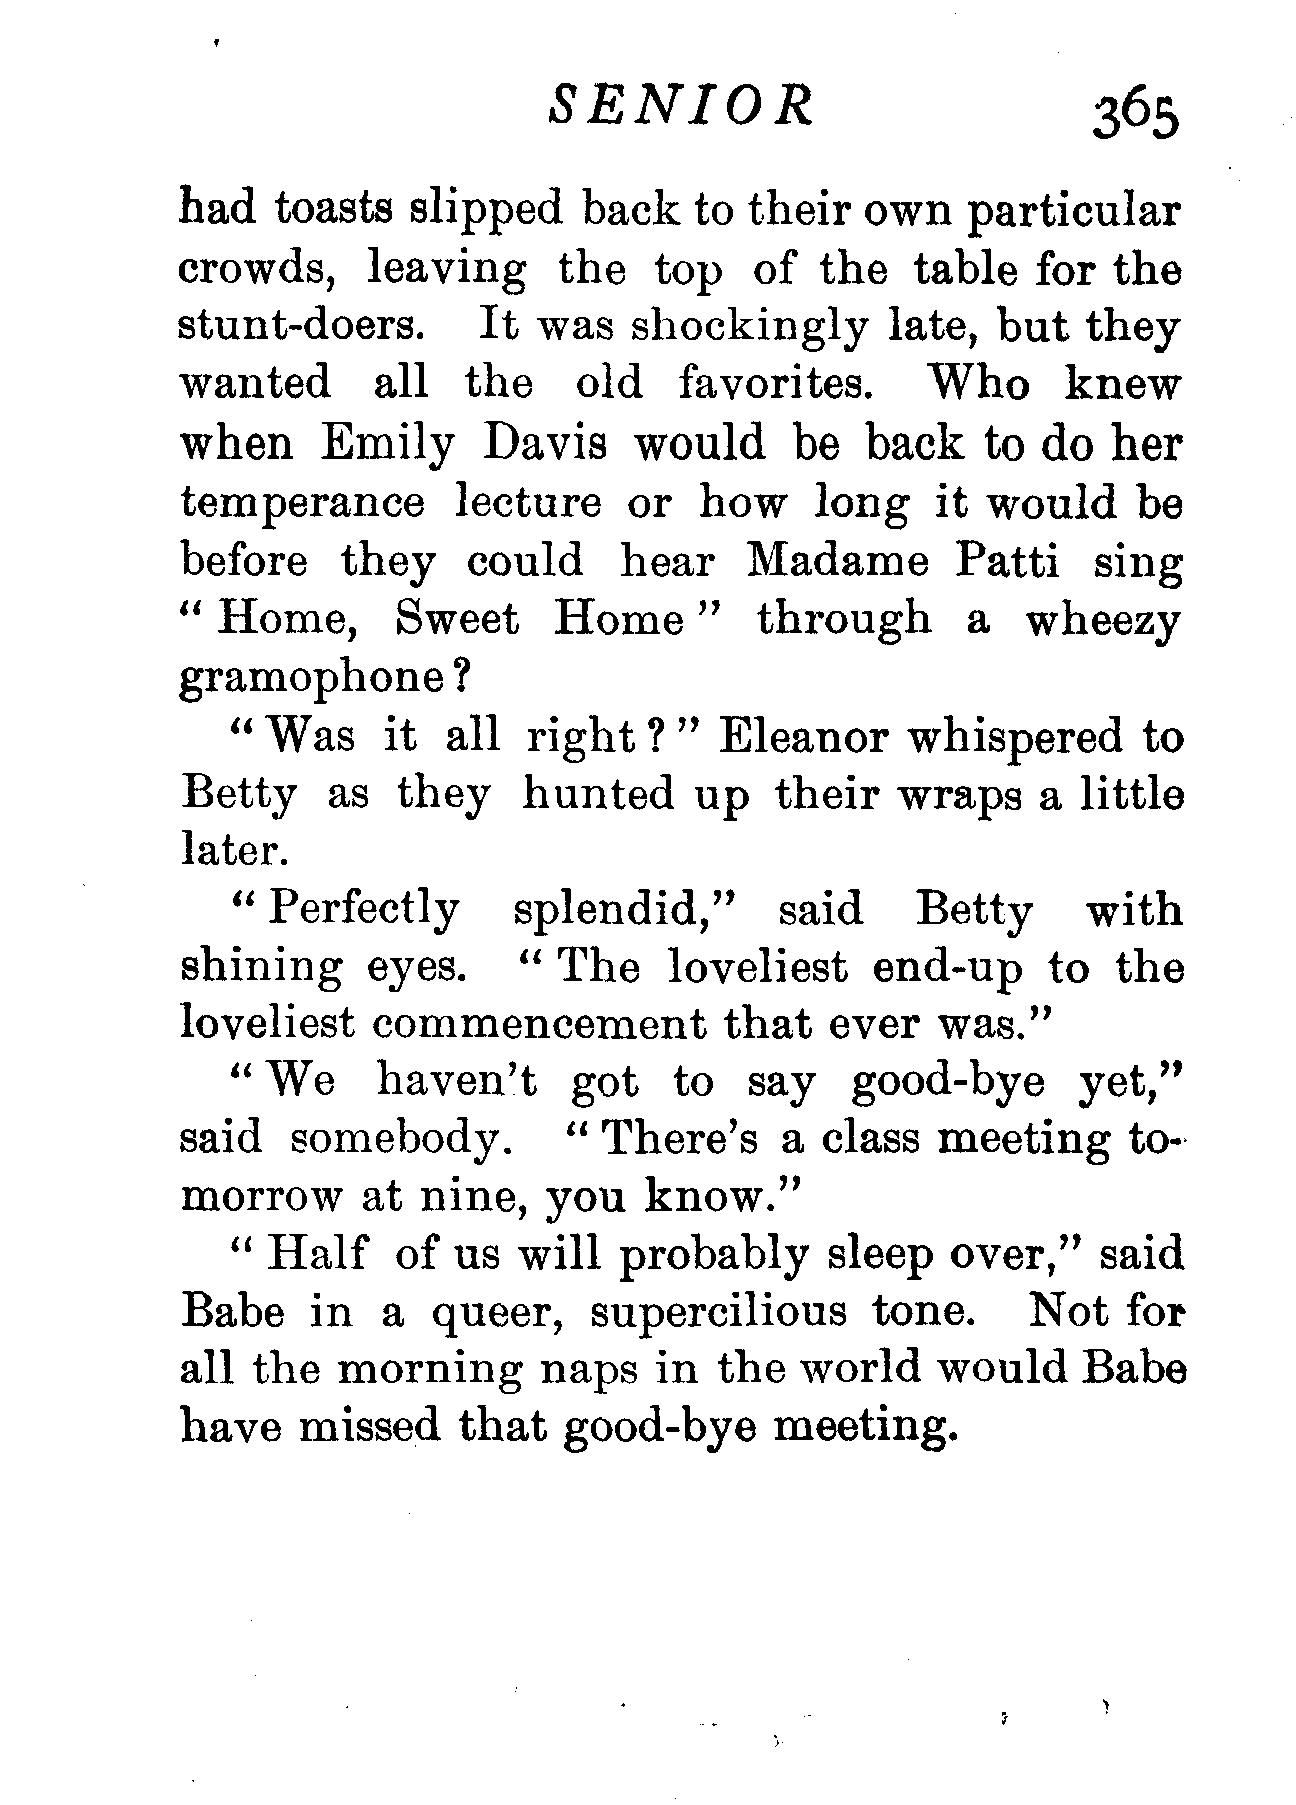 SENIOR 365
had toasts slipped back to their own particular
crowds, leaving the top of the table for the
stunt-doers. It was shockingly late, but they
wanted all the old favorites. Who knew
when Emily Davis would be back to do her
temperance lecture or how long it would be
before they could hear Madame Patti sing
“ Home, Sweet Home ” through a wheezy
gramophone?
“ Was it all right? ” Eleanor whispered to
Betty as they hunted up their wraps a little
later.
“ Perfectly splendid,” said Betty with
shining eyes. “ The loveliest end-up to the
loveliest commencement that ever was.”
“ We haven’t got to say good-bye yet,”
said somebody. “ There’s a class meeting to-
morrow at nine, you know.”
“ Half of us will probably sleep over,” said
Babe in a queer, supercilious tone. Not for
all the morning naps in the world would Babe
have missed that good-bye meeting.